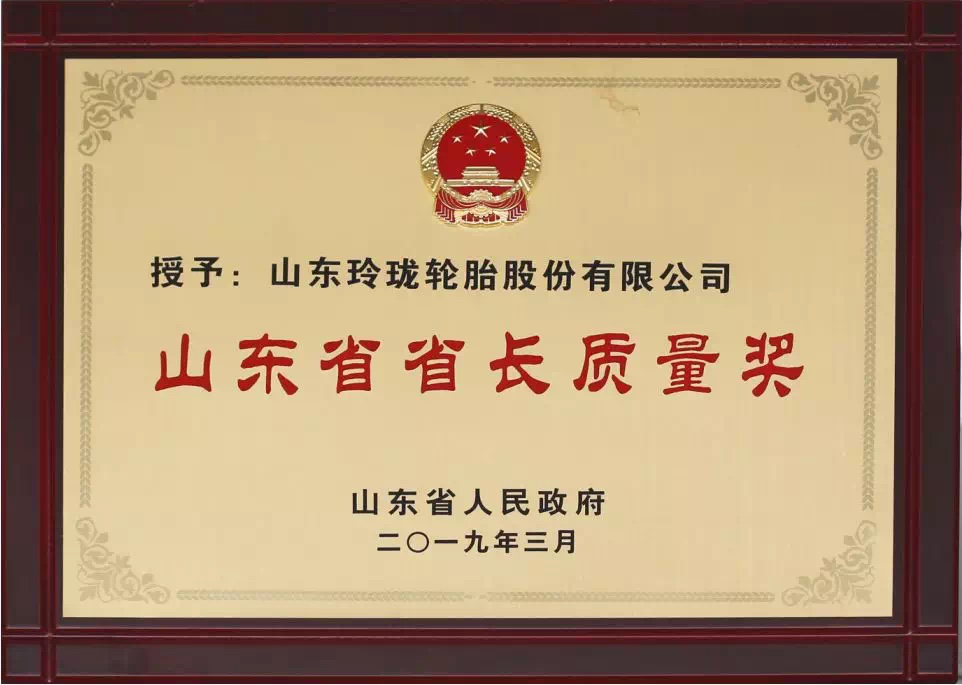 授予：山东玲珑轮胎股份有限公司
山东省省长质量奖
山东省人民政府
二〇一九年三月